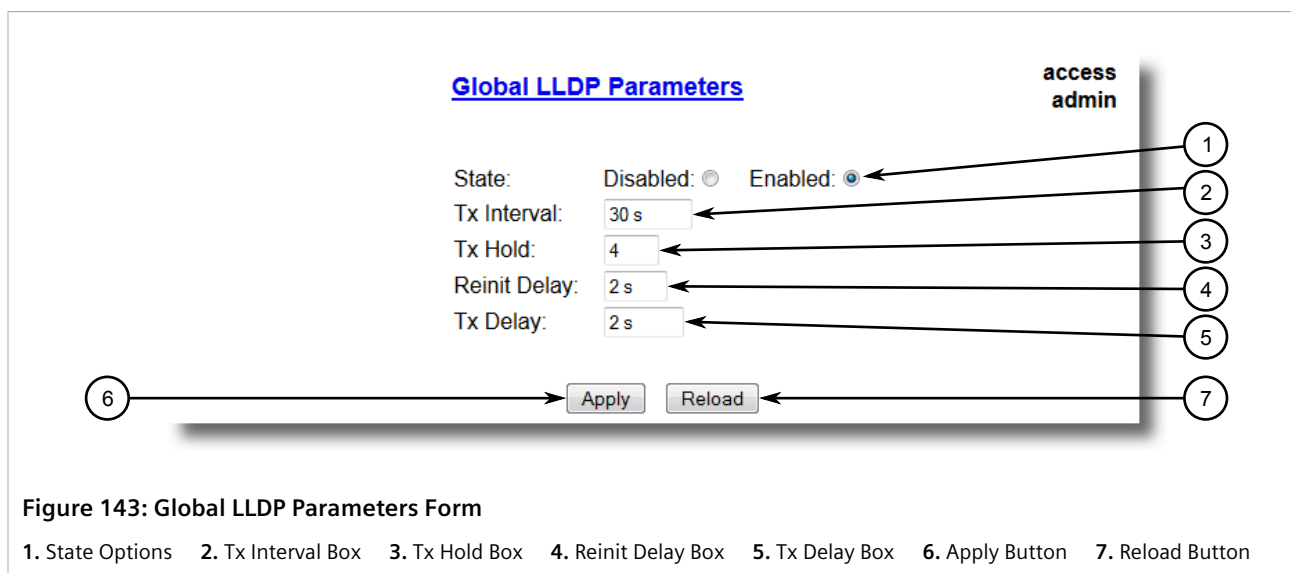 Global LLDP Parameters
access
admin
State: Disabled: Enabled:
1
Tx Interval: 30 s
2
Tx Hold: 4
3
Reinit Delay: 2 s
4
Tx Delay: 2 s
5
6
Apply Reload
7
Figure 143: Global LLDP Parameters Form
1. State Options 2. Tx Interval Box 3. Tx Hold Box 4. Reinit Delay Box 5. Tx Delay Box 6. Apply Button 7. Reload Button